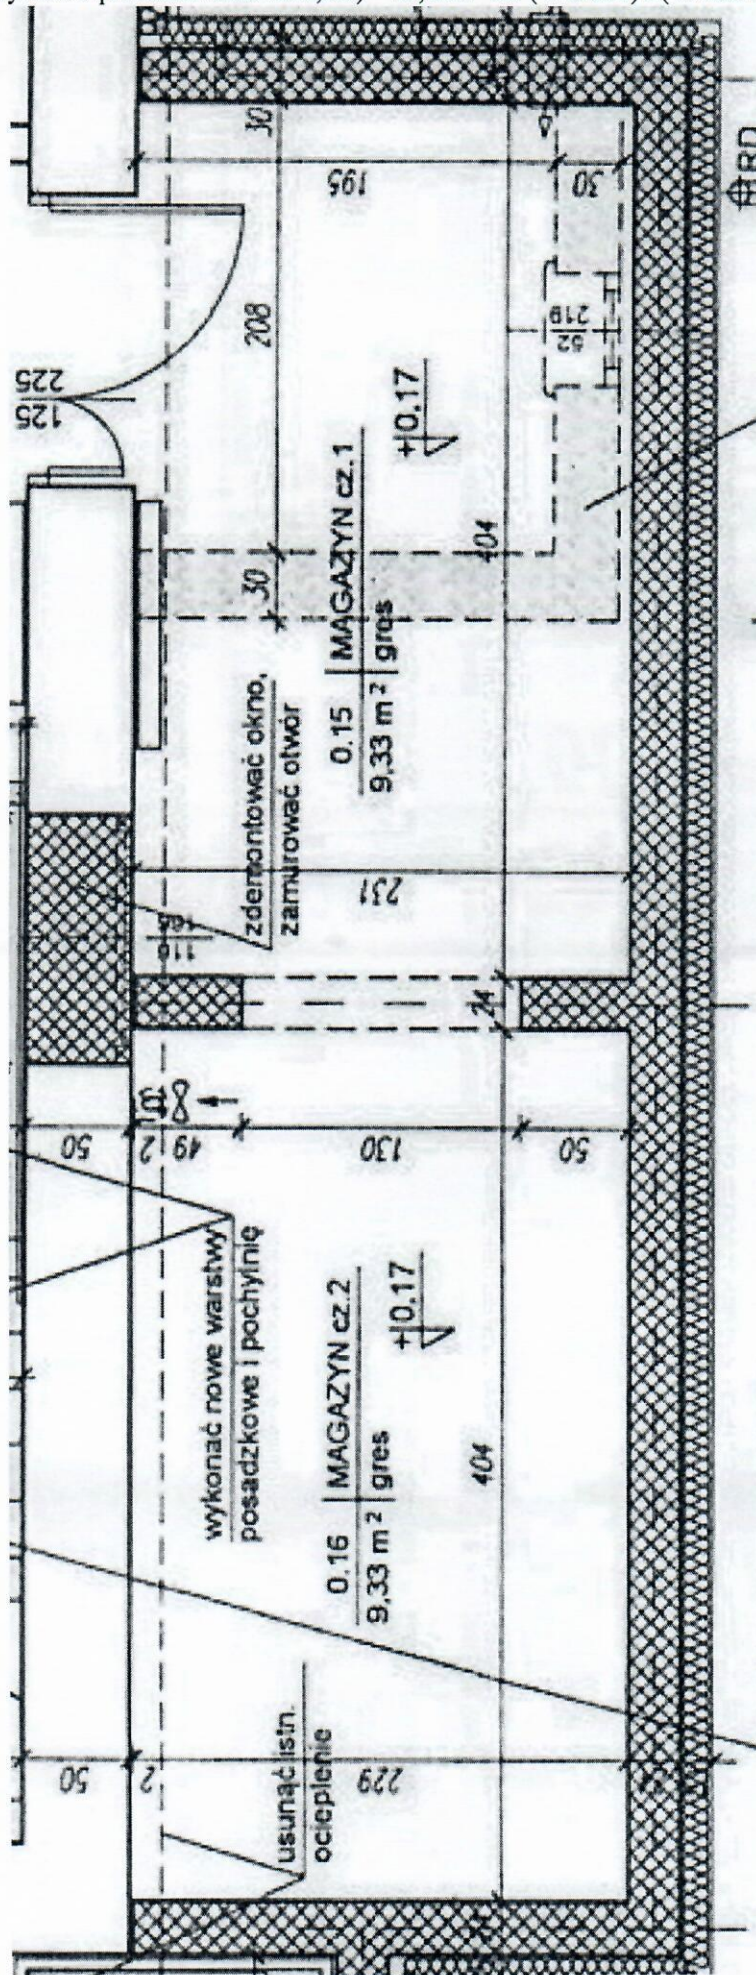 30
195
30
208
219
52
225
125
+0.17
0.15 MAGAZYN cz.1
9,33 m² gres
404
30
zdemontować okno,
zamurować otwór
231
116
24
50
2
49
130
50
wykonać nowe warstwy
posadzkowe i pochylnię
+0.17
0.16 MAGAZYN cz.2
9,33 m² gres
404
usunąć istn.
ocieplenie
50
2
229